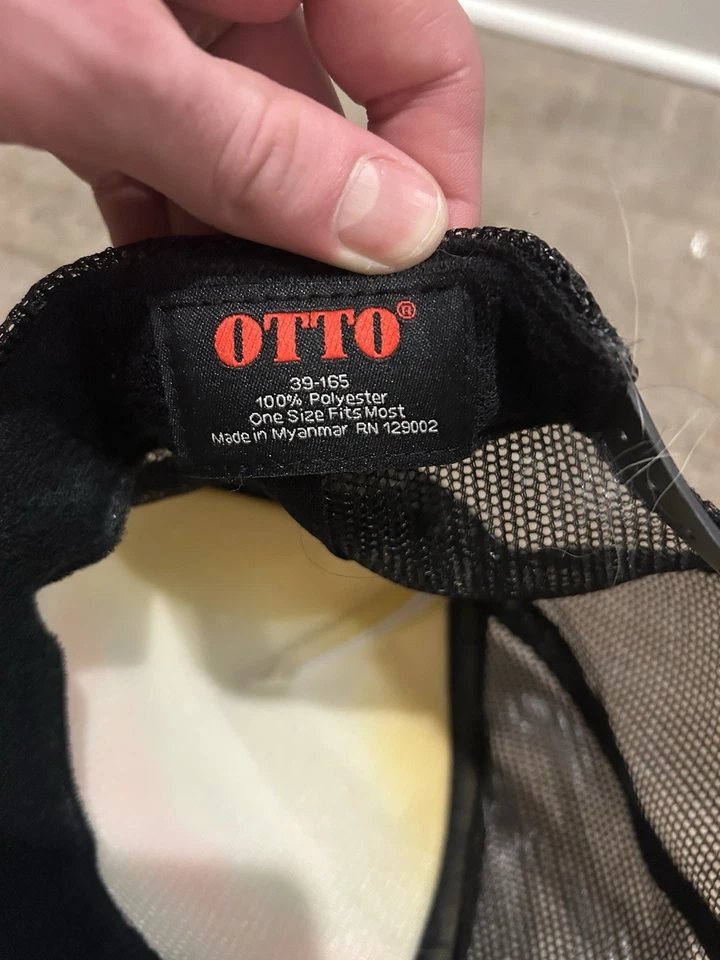 OTTO®
39-165
100% Polyester
One Size Fits Most
Made in Myanmar RN 129002